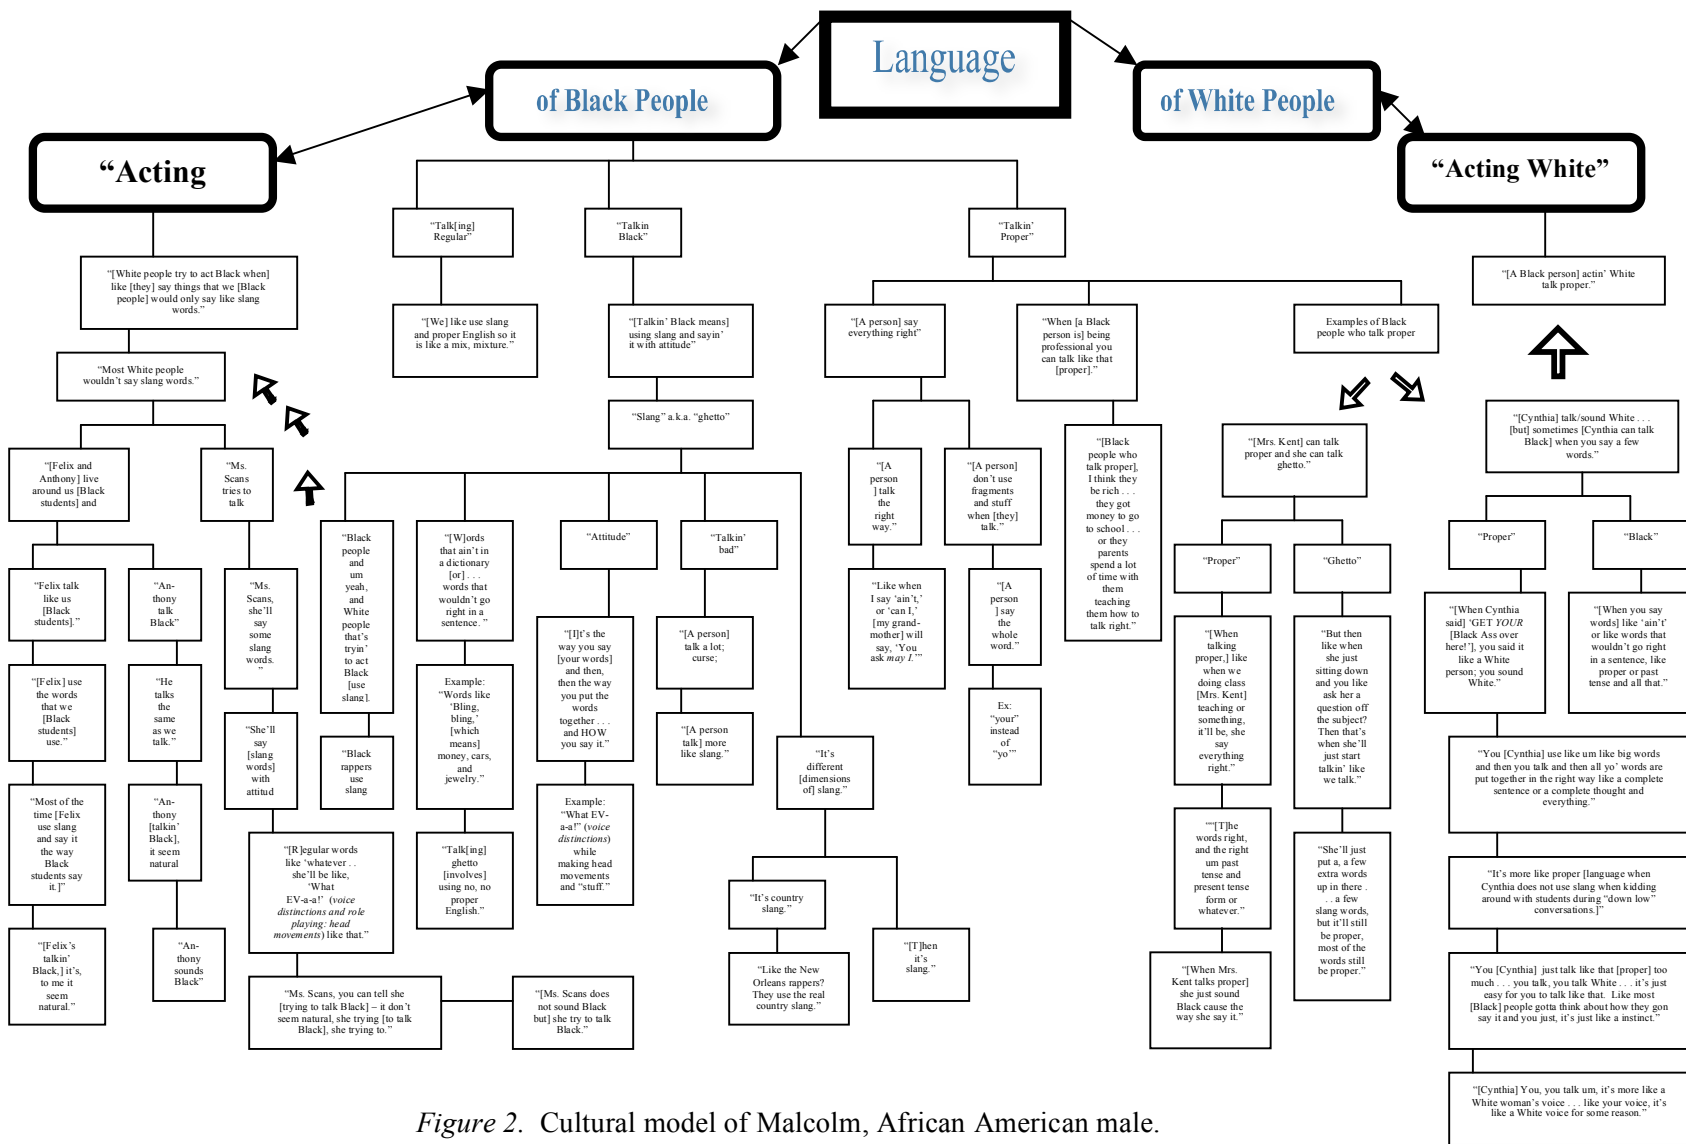 Language
of Black People
of White People
“Acting
“Acting White”
“Talk[ing]
Regular”
“Talkin
Black”
“Talkin’
Proper”
“[White people try to act Black when]
like [they] say things that we [Black
people] would only say like slang
words.”
“[A Black person] actin’ White
talk proper.”
“[We] like use slang
and proper English so it
is like a mix, mixture.”
“[Talkin’ Black means]
using slang and sayin’
it with attitude”
“[A person] say
everything right”
“When [a Black
person is] being
professional you
can talk like that
[proper].”
Examples of Black
people who talk proper
“Most White people
wouldn’t say slang words.”
“Slang” a.k.a. “ghetto”
“[Felix and
Anthony] live
around us [Black
students] and
“Ms.
Scans
tries to
talk
“[A
person
] talk
the
right
way.”
“[A person]
don’t use
fragments
and stuff
when [they]
talk.”
“[Black
people who
talk proper],
I think they
be rich . . .
they got
money to go
to school . . .
or they
parents
spend a lot
of time with
them
teaching
them how to
talk right.”
“[Mrs. Kent] can talk
proper and she can talk
ghetto.”
“[Cynthia] talk/sound White . . .
[but] sometimes [Cynthia can talk
Black] when you say a few
words.”
“Felix talk
like us
[Black
students].”
“An-
thony
talk
Black”
“Ms.
Scans,
she’ll
say
some
slang
words.
”
“Black
people
and
um
yeah,
and
White
people
that’s
tryin’
to act
Black
[use
slang].
“[W]ords
that ain’t in
a dictionary
[or] . . .
words that
wouldn’t go
right in a
sentence. ”
“Attitude”
“Talkin’
bad”
“Like when
I say ‘ain’t,’
or ‘can I,’
[my grand-
mother] will
say, ‘You
ask may I.’”
“[A
person
] say
the
whole
word.”
“Proper”
“Ghetto”
“Proper”
“Black”
“[Felix] use
the words
that we
[Black
students]
use.”
“He
talks
the
same
as we
talk.”
“She’ll
say
[slang
words]
with
attitud
“Black
rappers
use
slang
Example:
“Words like
‘Bling,
bling,’
[which
means]
money, cars,
and
jewelry.”
“[I]t’s the
way you say
[your words]
and then,
then the way
you put the
words
together . . .
and HOW
you say it.”
“[A person]
talk a lot;
curse;
“[A person
talk] more
like slang.”
“It’s
different
[dimensions
of] slang.”
Ex:
“your”
instead
of
“yo’”
“[When
talking
proper,] like
when we
doing class
[Mrs. Kent]
teaching or
something,
it’ll be, she
say
everything
right.”
“But then
like when
she just
sitting down
and you like
ask her a
question off
the subject?
Then that’s
when she’ll
just start
talkin’ like
we talk.”
“[When Cynthia
said] ‘GET YOUR
[Black Ass over
here!’], you said it
like a White
person; you sound
White.”
“[When you say
words] like ‘ain’t’
or like words that
wouldn’t go right
in a sentence, like
proper or past
tense and all that.”
“Most of the
time [Felix
use slang
and say it
the way
Black
students say
it.]”
“An-
thony
[talkin’
Black],
it seem
natural
“[R]egular words
like ‘whatever . .
she’ll be like,
‘What
EV-a-a!’ (voice
distinctions and role
playing: head
movements) like that.”
“Talk[ing]
ghetto
[involves]
using no, no
proper
English.”
Example:
“What EV-
a-a!” (voice
distinctions)
while
making head
movements
and “stuff.”
“It’s country
slang.”
“[T]hen
it’s
slang.”
“Like the New
Orleans rappers?
They use the real
country slang.”
““[T]he
words right,
and the right
um past
tense and
present tense
form or
whatever.”
“She’ll just
put a, a few
extra words
up in there .
. . a few
slang words,
but it’ll still
be proper,
most of the
words still
be proper.”
“You [Cynthia] use like um like big words
and then you talk and then all yo’ words are
put together in the right way like a complete
sentence or a complete thought and
everything.”
“It’s more like proper [language when
Cynthia does not use slang when kidding
around with students during “down low”
conversations.]”
“[Felix’s
talkin’
Black,] it’s,
to me it
seem
natural.”
“An-
thony
sounds
Black”
“Ms. Scans, you can tell she
[trying to talk Black] – it don’t
seem natural, she trying [to talk
Black], she trying to.”
“[Ms. Scans does
not sound Black
but] she try to talk
Black.”
“[When Mrs.
Kent talks proper]
she just sound
Black cause the
way she say it.”
“You [Cynthia]  just talk like that [proper] too
much . . . you talk, you talk White . . . it’s just
easy for you to talk like that.  Like most
[Black] people gotta think about how they gon
say it and you just, it’s just like a instinct.”
“[Cynthia] You, you talk um, it’s more like a
White woman’s voice . . . like your voice, it’s
like a White voice for some reason.”
Figure 2.  Cultural model of Malcolm, African American male.